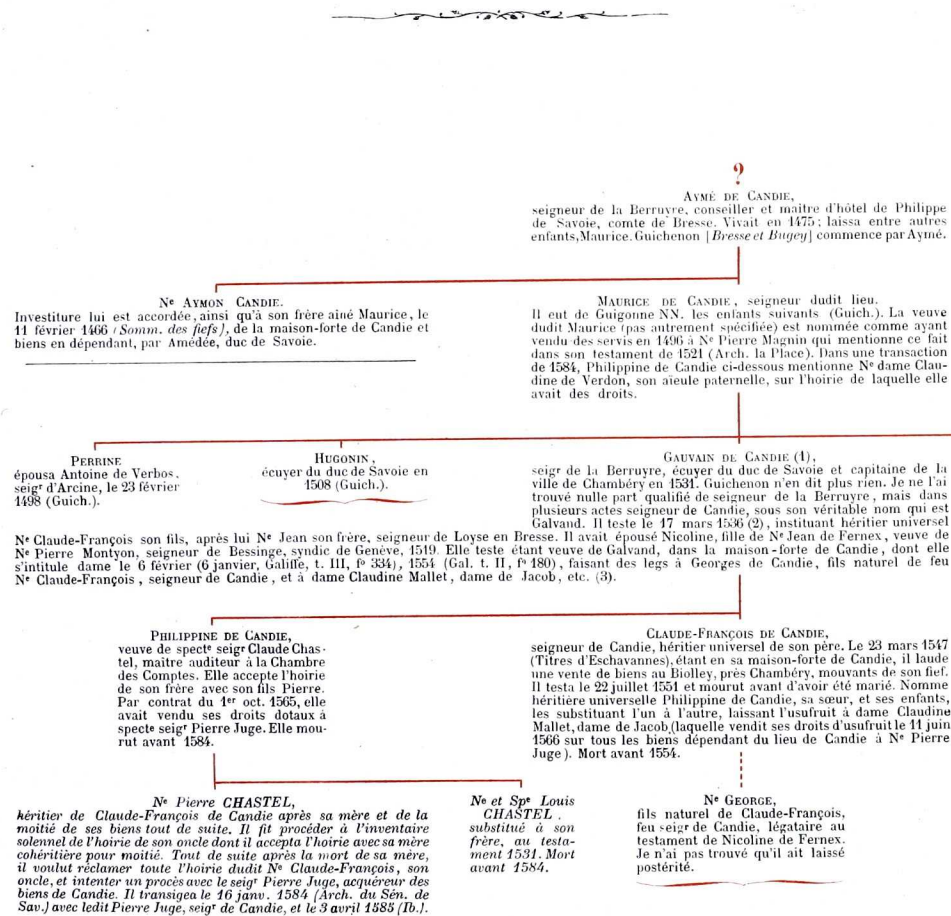 ?
AYMÉ DE CANDIE,
seigneur de la Berruyre, conseiller et maître d'hôtel de Philippe
de Savoie, comte de Bresse. Vivait en 1475; laissa entre autres
enfants, Maurice. Guichenon [Bresse et Bugey] commence par Aymé.
Nᵉ AYMON CANDIE.
Investiture lui est accordée, ainsi qu'à son frère aîné Maurice, le
11 février 1466 (Somm. des fiefs), de la maison-forte de Candie et
biens en dépendant, par Amédée, duc de Savoie.
MAURICE DE CANDIE, seigneur dudit lieu.
Il eut de Guigonne NN. les enfants suivants (Guich.). La veuve
dudit Maurice (pas autrement spécifiée) est nommée comme ayant
vendu des servis en 1496 à Nᵉ Pierre Magnin qui mentionne ce fait
dans son testament de 1521 (Arch. la Place). Dans une transaction
de 1584, Philippine de Candie ci-dessous mentionne Nᵉ dame Clau-
dine de Verdon, son aïeule paternelle, sur l'hoirie de laquelle elle
avait des droits.
PERRINE
épousa Antoine de Verbos,
seigʳ d'Arcine, le 23 février
1498 (Guich.).
HUGONIN,
écuyer du duc de Savoie en
1508 (Guich.).
GAUVAIN DE CANDIE (1),
seigʳ de la Berruyre, écuyer du duc de Savoie et capitaine de la
ville de Chambéry en 1531. Guichenon n'en dit plus rien. Je ne l'ai
trouvé nulle part qualifié de seigneur de la Berruyre, mais dans
plusieurs actes seigneur de Candie, sous son véritable nom qui est
Galvand. Il teste le 17 mars 1536 (2), instituant héritier universel
Nᵉ Claude-François son fils, après lui Nᵉ Jean son frère, seigneur de Loyse en Bresse. Il avait épousé Nicoline, fille de Nᵉ Jean de Fernex, veuve de
Nᵉ Pierre Montyon, seigneur de Bessinge, syndic de Genève, 1519. Elle teste étant veuve de Galvand, dans la maison-forte de Candie, dont elle
s'intitule dame le 6 février (6 janvier, Galiffe, t. III, fº 334), 1554 (Gal. t. II, fº 180), faisant des legs à Georges de Candie, fils naturel de feu
Nᵉ Claude-François, seigneur de Candie, et à dame Claudine Mallet, dame de Jacob, etc. (3).
PHILIPPINE DE CANDIE,
veuve de spectᵉ seigʳ Claude Chas-
tel, maître auditeur à la Chambre
des Comptes. Elle accepte l'hoirie
de son frère avec son fils Pierre.
Par contrat du 1ᵉʳ oct. 1565, elle
avait vendu ses droits dotaux à
spectᵉ seigʳ Pierre Juge. Elle mou-
rut avant 1584.
CLAUDE-FRANÇOIS DE CANDIE,
seigneur de Candie, héritier universel de son père. Le 23 mars 1547
(Titres d'Eschavannes), étant en sa maison-forte de Candie, il laude
une vente de biens au Biolley, près Chambéry, mouvants de son fief.
Il testa le 22 juillet 1551 et mourut avant d'avoir été marié. Nomme
héritière universelle Philippine de Candie, sa sœur, et ses enfants,
les substituant l'un à l'autre, laissant l'usufruit à dame Claudine
Mallet, dame de Jacob (laquelle vendit ses droits d'usufruit le 11 juin
1566 sur tous les biens dépendant du lieu de Candie à Nᵉ Pierre
Juge). Mort avant 1554.
Nᵉ Pierre CHASTEL,
héritier de Claude-François de Candie après sa mère et de la
moitié de ses biens tout de suite. Il fit procéder à l'inventaire
solennel de l'hoirie de son oncle dont il accepta l'hoirie avec sa mère
cohéritière pour moitié. Tout de suite après la mort de sa mère,
il voulut réclamer toute l'hoirie dudit Nᵉ Claude-François, son
oncle, et intenter un procès avec le seigʳ Pierre Juge, acquéreur des
biens de Candie. Il transigea le 16 janv. 1584 (Arch. du Sén. de
Sav.) avec ledit Pierre Juge, seigʳ de Candie, et le 3 avril 1585 (Ib.).
Nᵉ et Spᵉ Louis
CHASTEL,
substitué à son
frère, au testa-
ment 1531. Mort
avant 1584.
Nᵉ GEORGE,
fils naturel de Claude-François,
feu seigʳ de Candie, légataire au
testament de Nicoline de Fernex.
Je n'ai pas trouvé qu'il ait laissé
postérité.